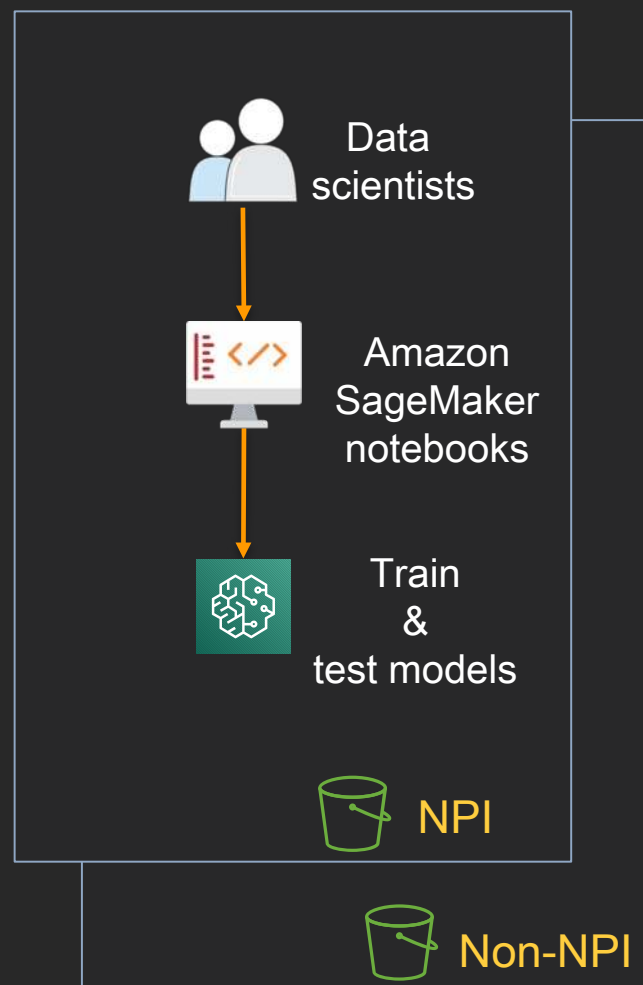 Data
scientists
</>
Amazon
SageMaker
notebooks
Train
&
test models
NPI
Non-NPI